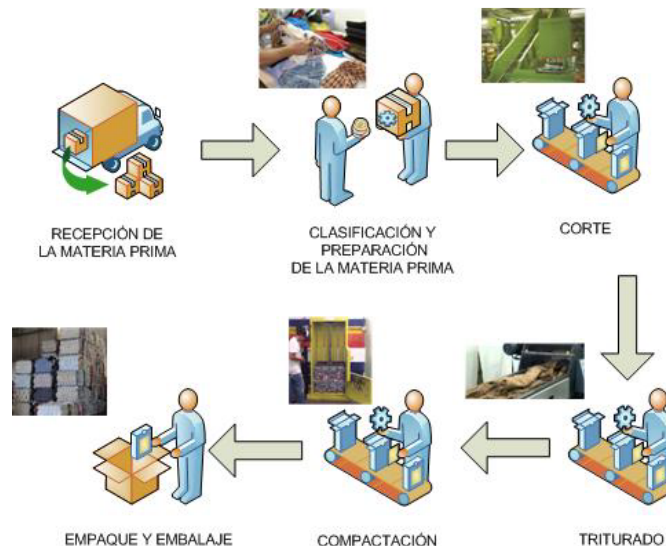 RECEPCIÓN DE
LA MATERIA PRIMA
CLASIFICACIÓN Y
PREPARACIÓN
DE LA MATERIA PRIMA
CORTE
TRITURADO
COMPACTACIÓN
EMPAQUE Y EMBALAJE